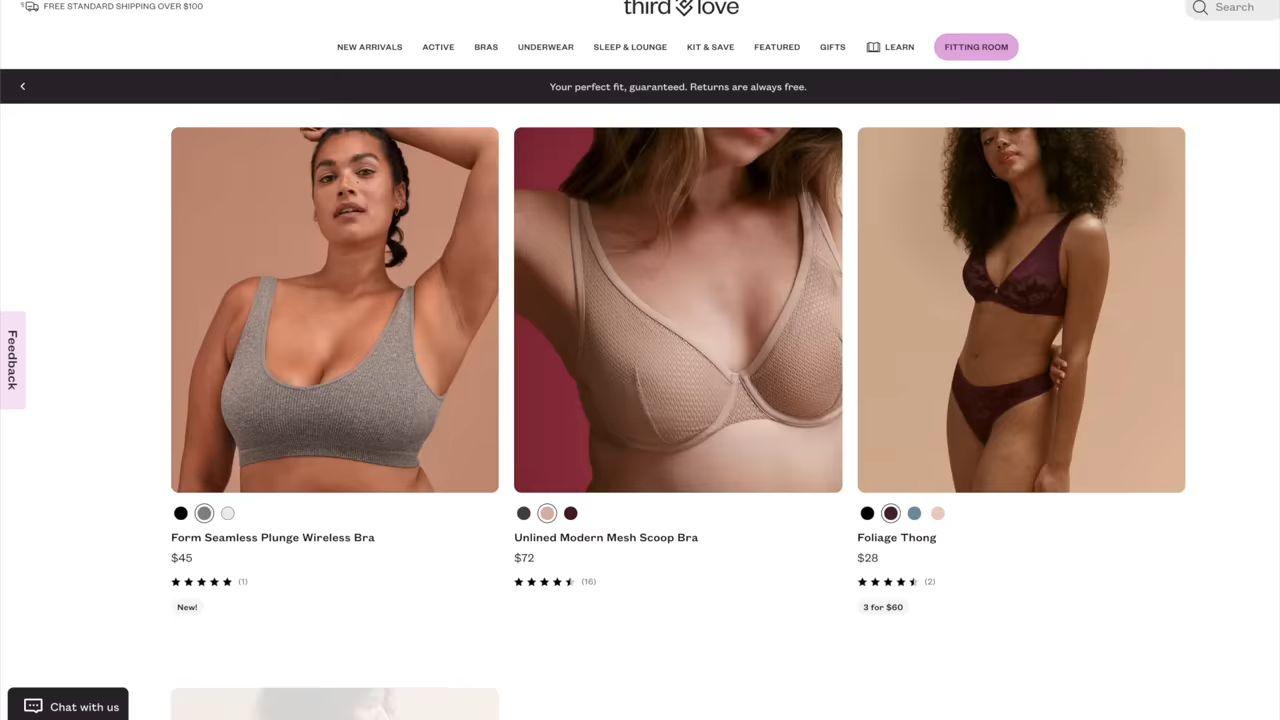 FREE STANDARD SHIPPING OVER $100
third love
Search
NEW ARRIVALS
ACTIVE
BRAS
UNDERWEAR
SLEEP & LOUNGE
KIT & SAVE
FEATURED
GIFTS
LEARN
FITTING ROOM
Your perfect fit, guaranteed. Returns are always free.
Feedback
Form Seamless Plunge Wireless Bra
$45
(1)
New!
Unlined Modern Mesh Scoop Bra
$72
(16)
Foliage Thong
$28
(2)
3 for $60
Chat with us